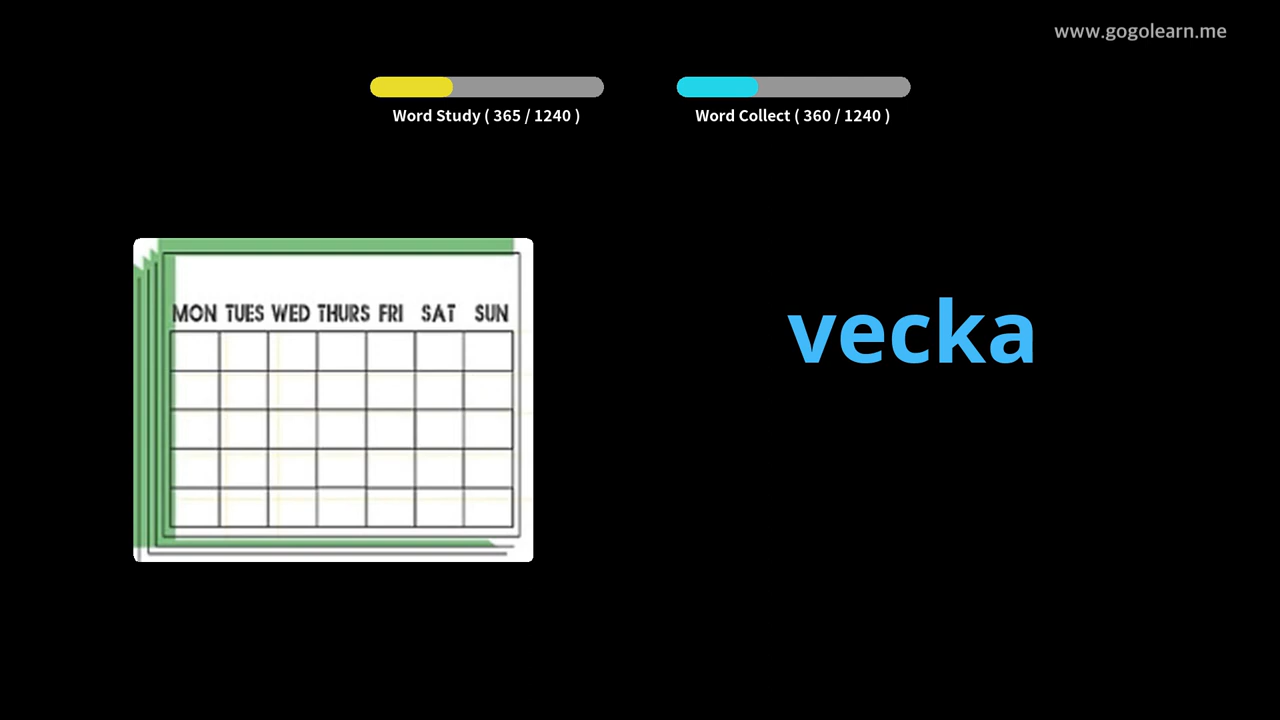 www.gogolearn.me
Word Study ( 365 / 1240 )
Word Collect ( 360 / 1240 )
MON TUES WED THURS FRI SAT SUN
vecka